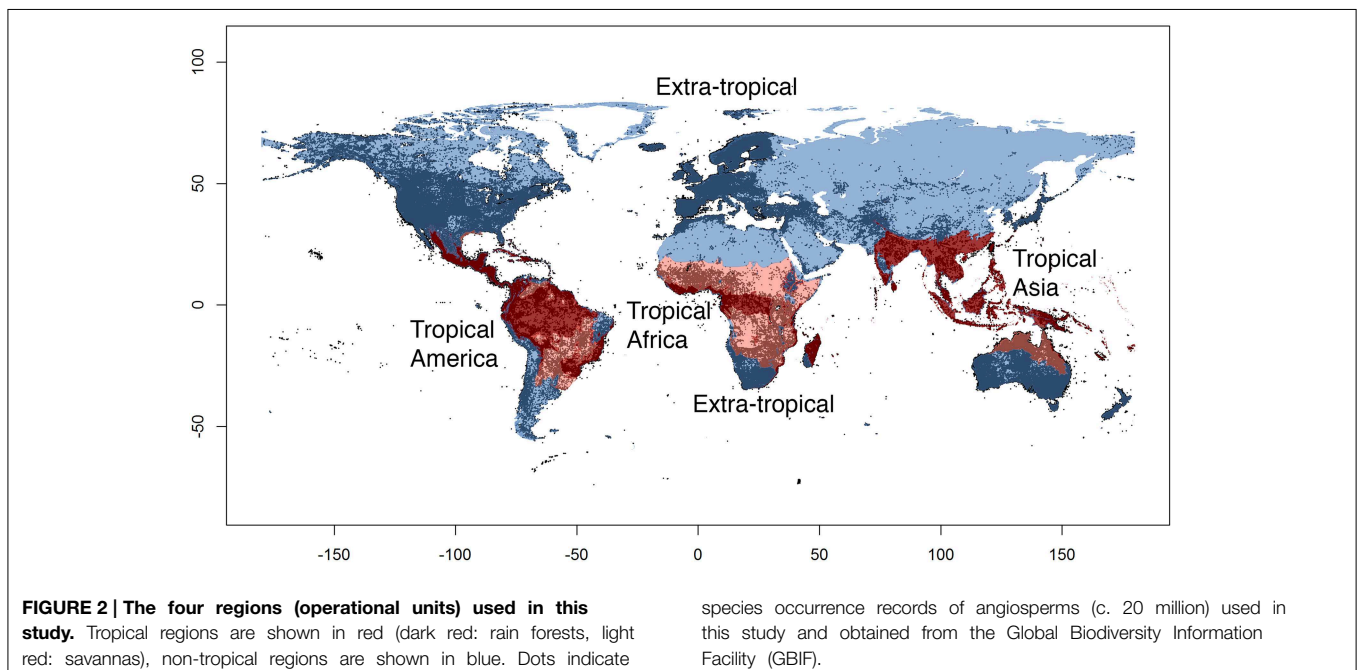 100
50
0
-50
Extra-tropical
Tropical
Asia
Tropical
Africa
Tropical
America
Extra-tropical
-150
-100
-50
0
50
100
150
FIGURE 2 | The four regions (operational units) used in this
study. Tropical regions are shown in red (dark red: rain forests, light
red: savannas), non-tropical regions are shown in blue. Dots indicate
species occurrence records of angiosperms (c. 20 million) used in
this study and obtained from the Global Biodiversity Information
Facility (GBIF).